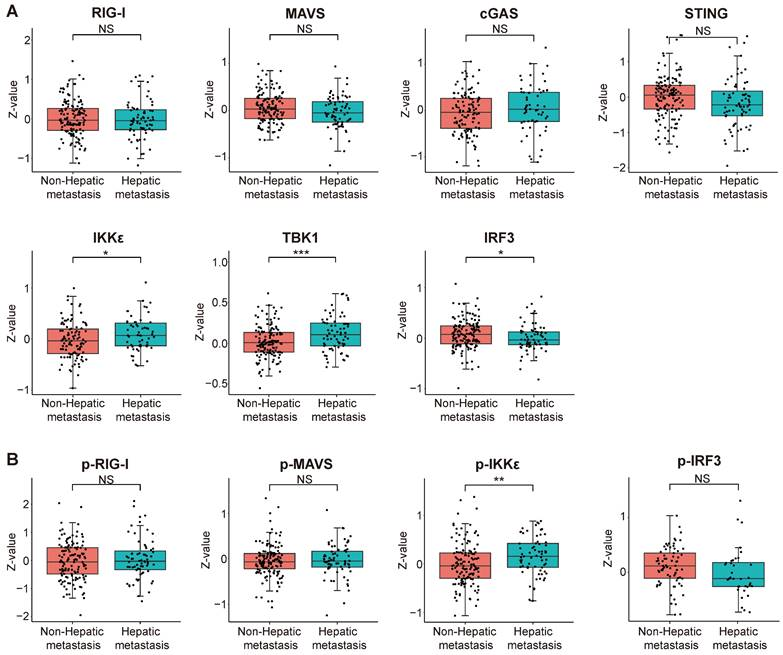 A
RIG-I
NS
Z-value
2
1
0
−1
Non-Hepatic
metastasis
Hepatic
metastasis
MAVS
NS
Z-value
1
0
−1
Non-Hepatic
metastasis
Hepatic
metastasis
cGAS
NS
Z-value
1
0
−1
Non-Hepatic
metastasis
Hepatic
metastasis
STING
NS
Z-value
1
0
−1
−2
Non-Hepatic
metastasis
Hepatic
metastasis
IKKε
*
Z-value
1
0
−1
Non-Hepatic
metastasis
Hepatic
metastasis
TBK1
***
Z-value
1.0
0.5
0.0
−0.5
Non-Hepatic
metastasis
Hepatic
metastasis
IRF3
*
Z-value
1
0
−1
Non-Hepatic
metastasis
Hepatic
metastasis
B
p-RIG-I
NS
Z-value
2
1
0
−1
−2
Non-Hepatic
metastasis
Hepatic
metastasis
p-MAVS
NS
Z-value
1
0
−1
Non-Hepatic
metastasis
Hepatic
metastasis
p-IKKε
**
Z-value
1
0
−1
Non-Hepatic
metastasis
Hepatic
metastasis
p-IRF3
NS
Z-value
1
0
Non-Hepatic
metastasis
Hepatic
metastasis